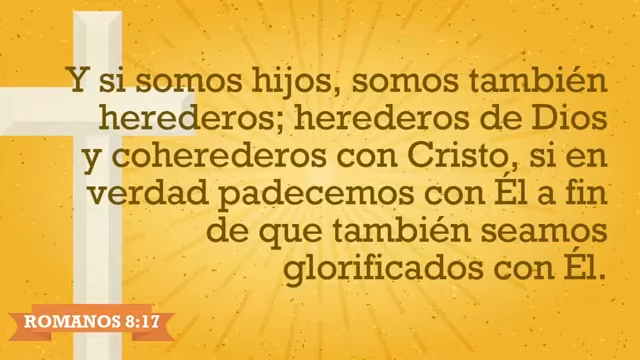 Y si somos hijos, somos también
herederos; herederos de Dios
y coherederos con Cristo, si en
verdad padecemos con Él a fin
de que también seamos
glorificados con Él.
ROMANOS 8:17